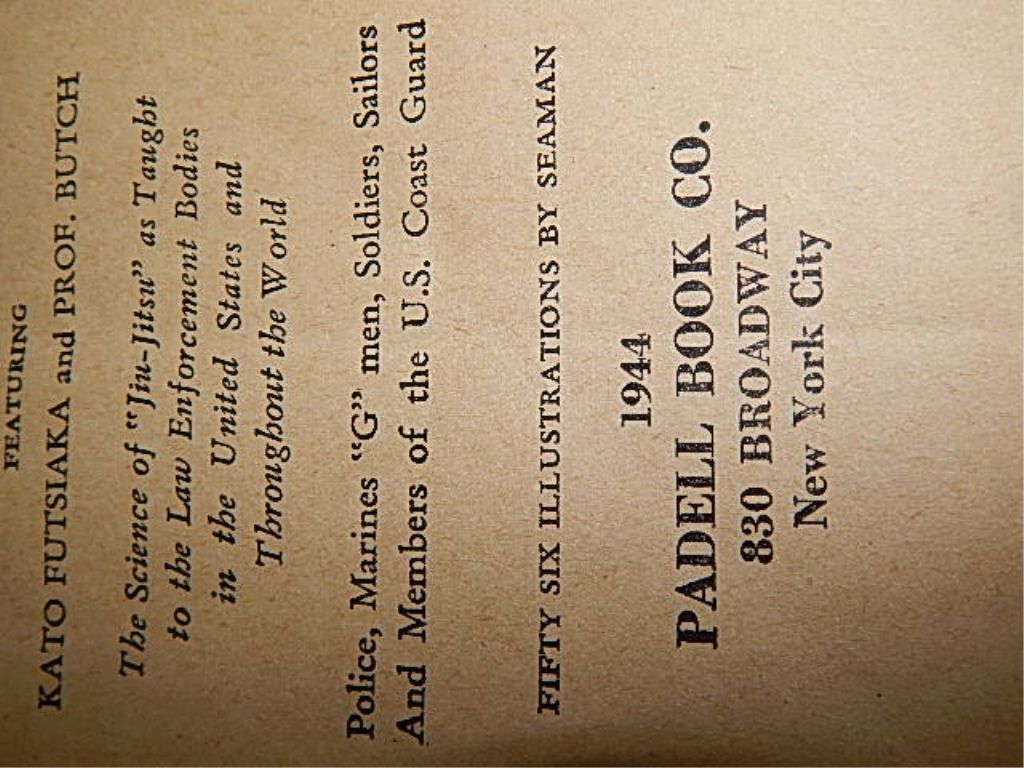 FEATURING
KATO FUTSIAKA and PROF. BUTCH
The Science of "Jiu-Jitsu" as Taught
to the Law Enforcement Bodies
in the United States and
Throughout the World
Police, Marines "G" men, Soldiers, Sailors
And Members of the U.S. Coast Guard
FIFTY SIX ILLUSTRATIONS BY SEAMAN
1944
PADELL BOOK CO.
830 BROADWAY
New York City